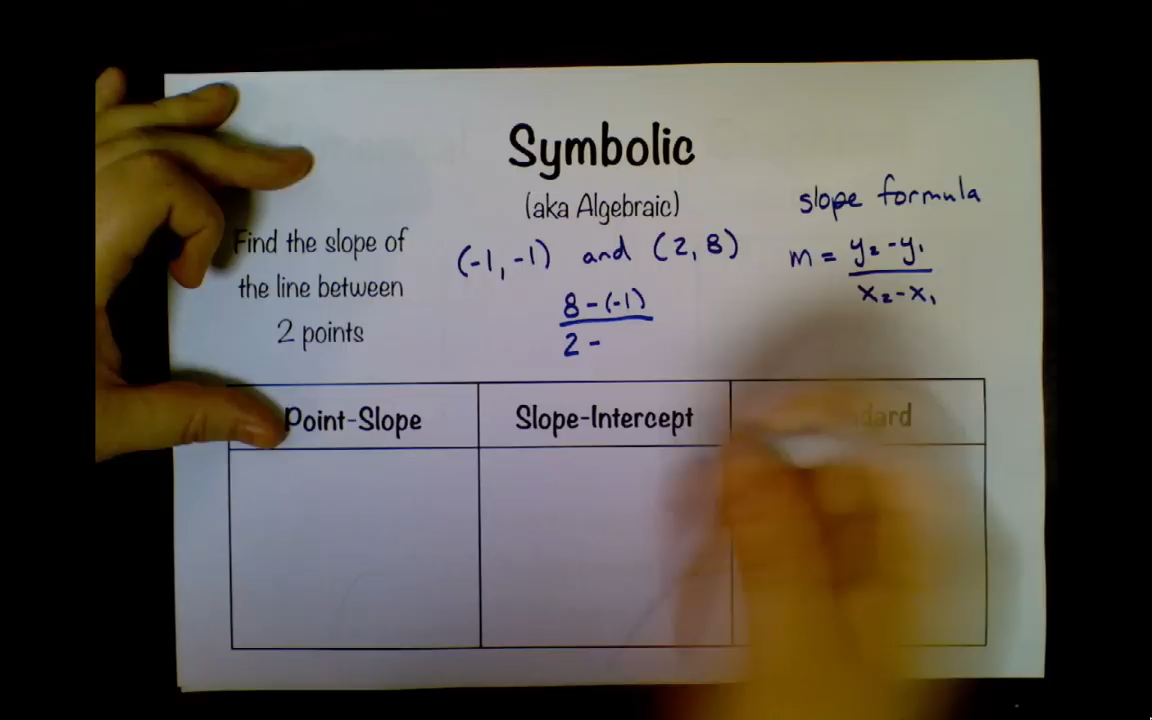 Symbolic
(aka Algebraic)
slope formula
Find the slope of
the line between
2 points
(-1, -1) and (2, 8)
m = y₂ - y₁
x₂ - x₁
8 - (-1)
2 -
Point-Slope
Slope-Intercept